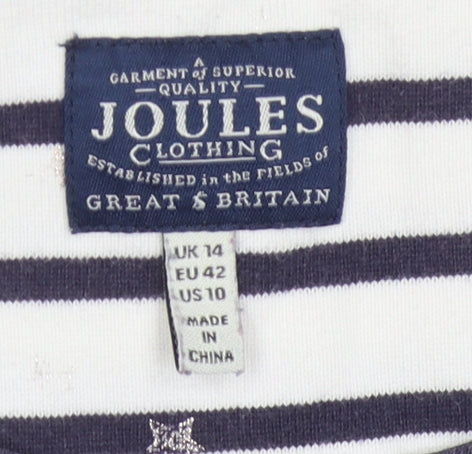 A
GARMENT of SUPERIOR
QUALITY
JOULES
CLOTHING
ESTABLISHED in the FIELDS of
GREAT & BRITAIN
UK 14
EU 42
US 10
MADE
IN
CHINA